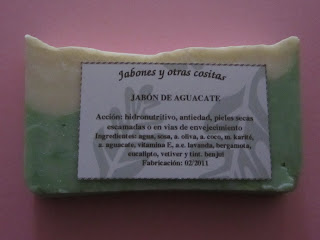 Jabones y otras cositas
JABÓN DE AGUACATE
Acción: hidronutritivo, antiedad, pieles secas
escamadas o en vías de envejecimiento
Ingredientes: agua, sosa, a. oliva, a. coco, m. karité,
a. aguacate, vitamina E, a.e. lavanda, bergamota,
eucalipto, vetiver y tint. benjuí
Fabricación: 02/2011